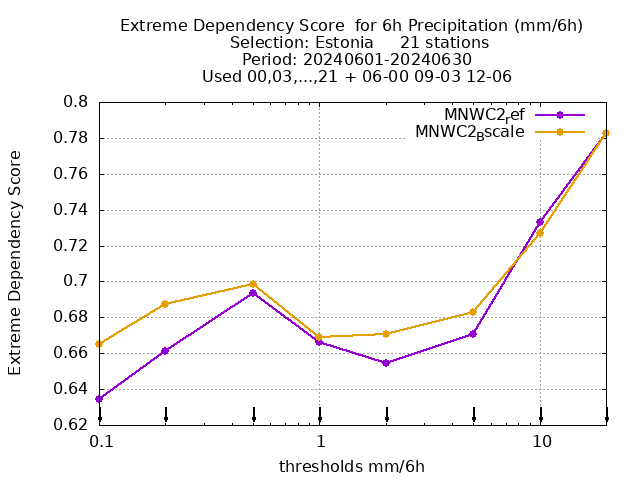 Extreme Dependency Score  for 6h Precipitation (mm/6h)
Selection: Estonia     21 stations
Period: 20240601-20240630
Used 00,03,...,21 + 06-00 09-03 12-06
MNWC2ref
MNWC2Bscale
0.8
0.78
0.76
0.74
0.72
0.7
0.68
0.66
0.64
0.62
Extreme Dependency Score
0.1 1 10
thresholds mm/6h